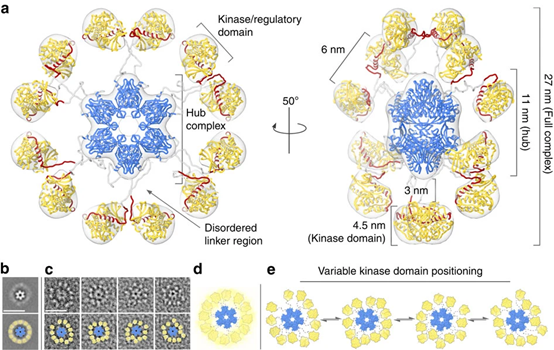 a
Kinase/regulatory
domain
Hub
complex
Disordered
linker region
50°
6 nm
3 nm
4.5 nm
(Kinase domain)
11 nm (hub)
27 nm (Full complex)
b
c
d
e
Variable kinase domain positioning